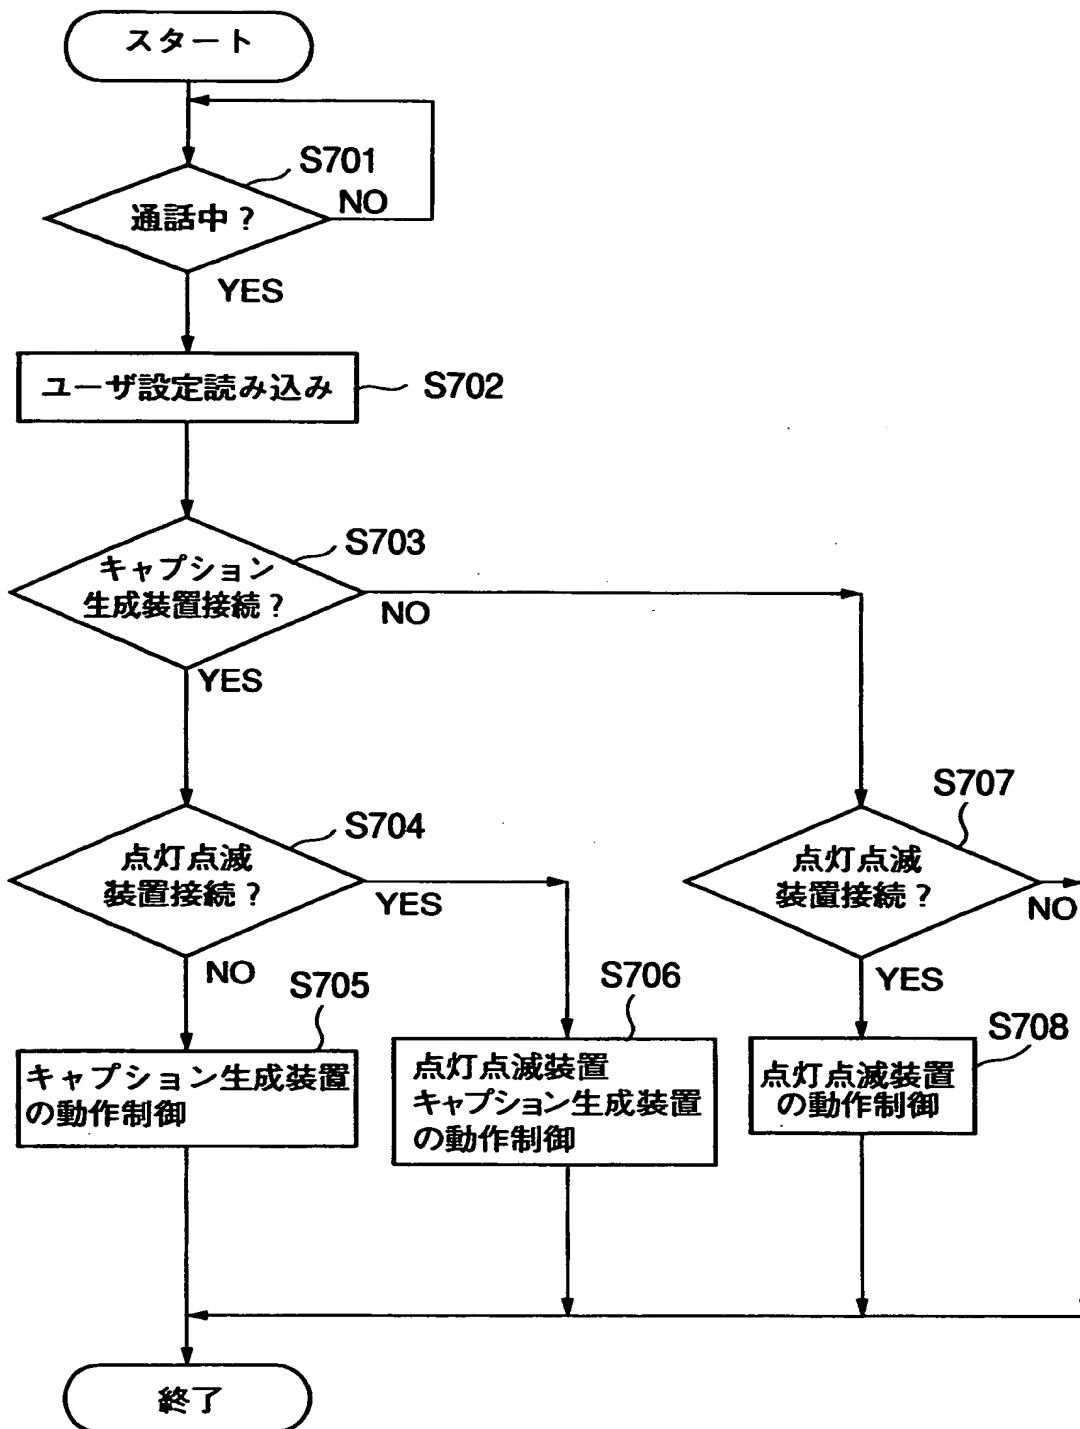 スタート
S701
通話中？
NO
YES
ユーザ設定読み込み
S702
S703
キャプション
生成装置接続？
NO
YES
S704
点灯点滅
装置接続？
YES
NO
S707
点灯点滅
装置接続？
NO
YES
S705
キャプション生成装置
の動作制御
S706
点灯点滅装置
キャプション生成装置
の動作制御
S708
点灯点滅装置
の動作制御
終了